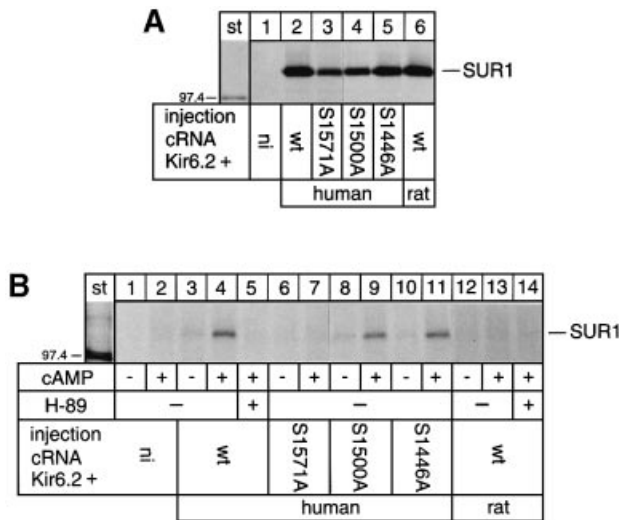 A
st 1 2 3 4 5 6
SUR1
97.4
injection
cRNA
Kir6.2 +
ni. wt S1571A S1500A S1446A wt
human rat
B
st 1 2 3 4 5 6 7 8 9 10 11 12 13 14
SUR1
97.4
cAMP - + - + + - + - + - + - + +
H-89 – + – – +
injection
cRNA
Kir6.2 +
ni. wt S1571A S1500A S1446A wt
human rat